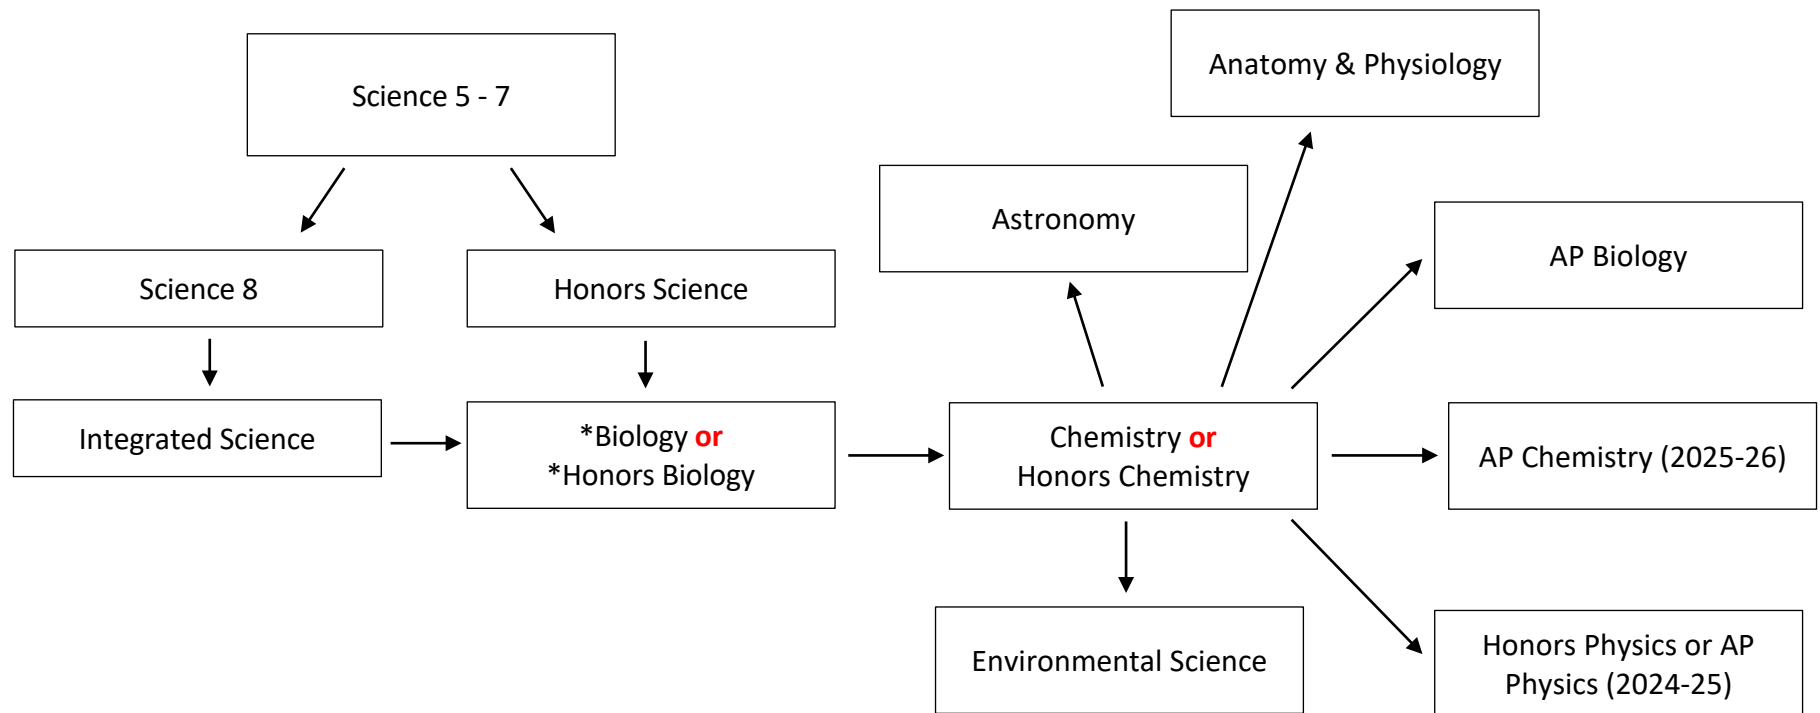 Science 5 - 7
Anatomy & Physiology
Astronomy
AP Biology
Science 8
Honors Science
Integrated Science
*Biology or
*Honors Biology
Chemistry or
Honors Chemistry
AP Chemistry (2025-26)
Environmental Science
Honors Physics or AP
Physics (2024-25)